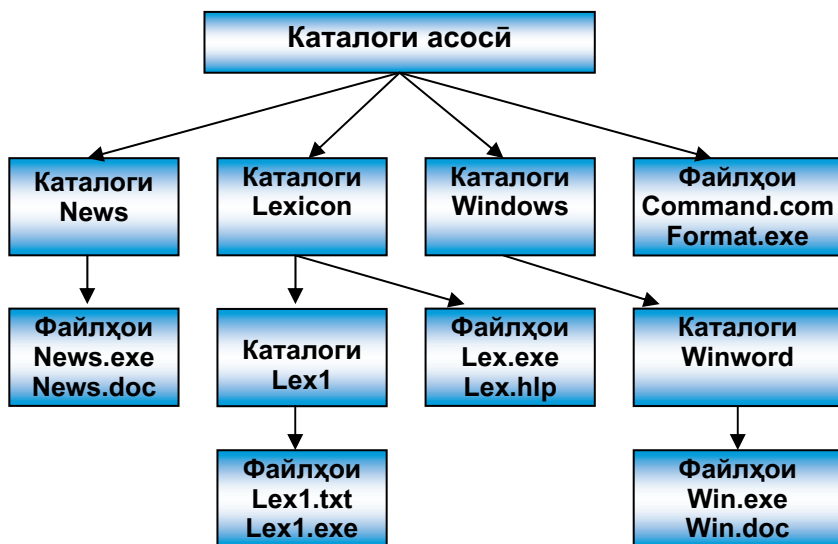 Каталоги асосӣ
Каталоги
News
Каталоги
Lexicon
Каталоги
Windows
Файлҳои
Command.com
Format.exe
Файлҳои
News.exe
News.doc
Каталоги
Lex1
Файлҳои
Lex.exe
Lex.hlp
Каталоги
Winword
Файлҳои
Lex1.txt
Lex1.exe
Файлҳои
Win.exe
Win.doc